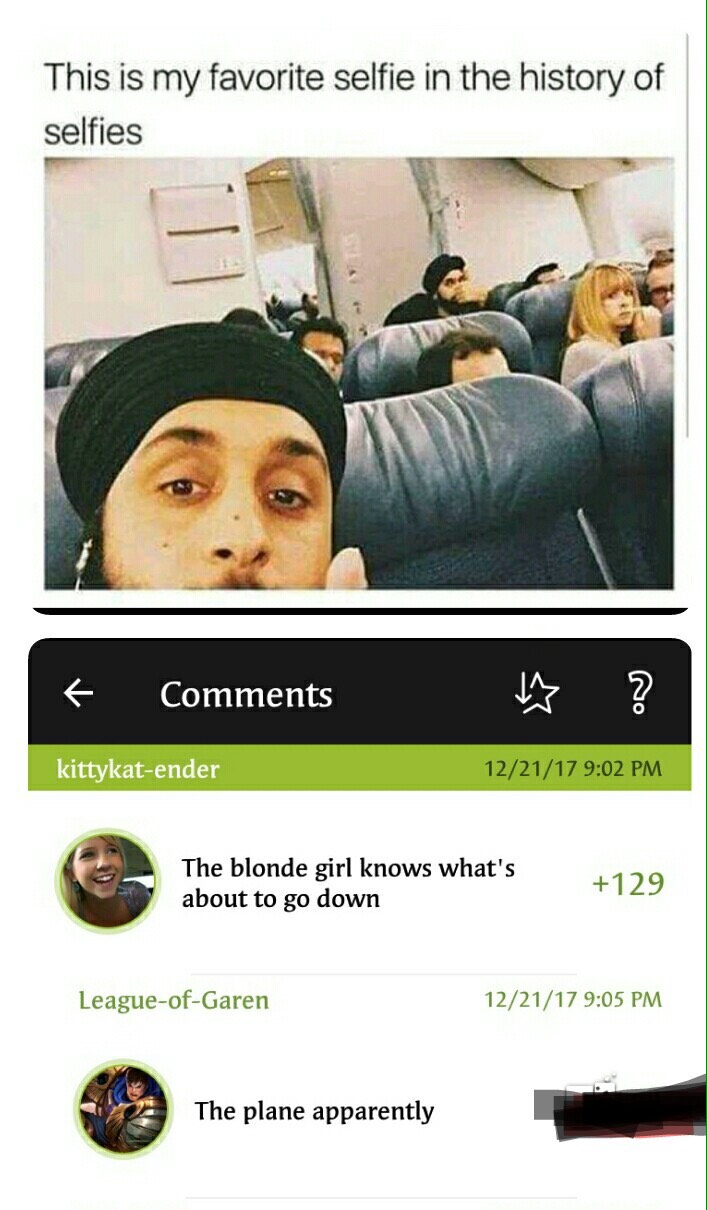 This is my favorite selfie in the history of
selfies
Comments
kittykat-ender 12/21/17 9:02 PM
The blonde girl knows what's
about to go down
+129
League-of-Garen 12/21/17 9:05 PM
The plane apparently